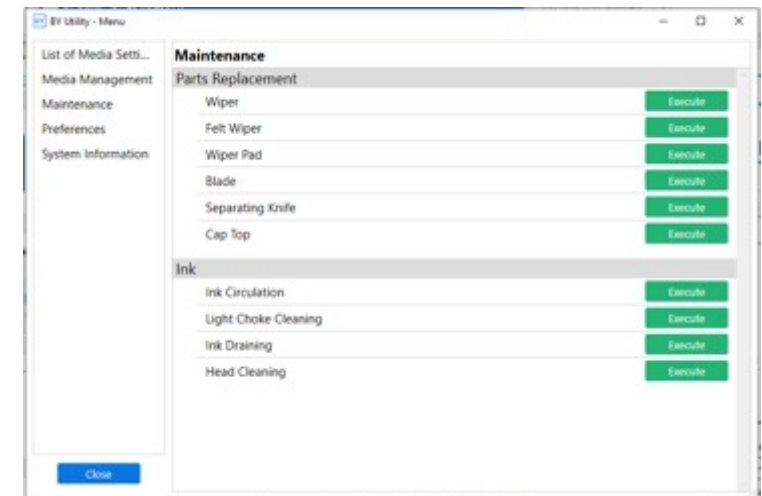 BY BY Utility - Menu
List of Media Setti...
Media Management
Maintenance
Preferences
System Information
Close
Maintenance
Parts Replacement
Wiper Execute
Felt Wiper Execute
Wiper Pad Execute
Blade Execute
Separating Knife Execute
Cap Top Execute
Ink
Ink Circulation Execute
Light Choke Cleaning Execute
Ink Draining Execute
Head Cleaning Execute